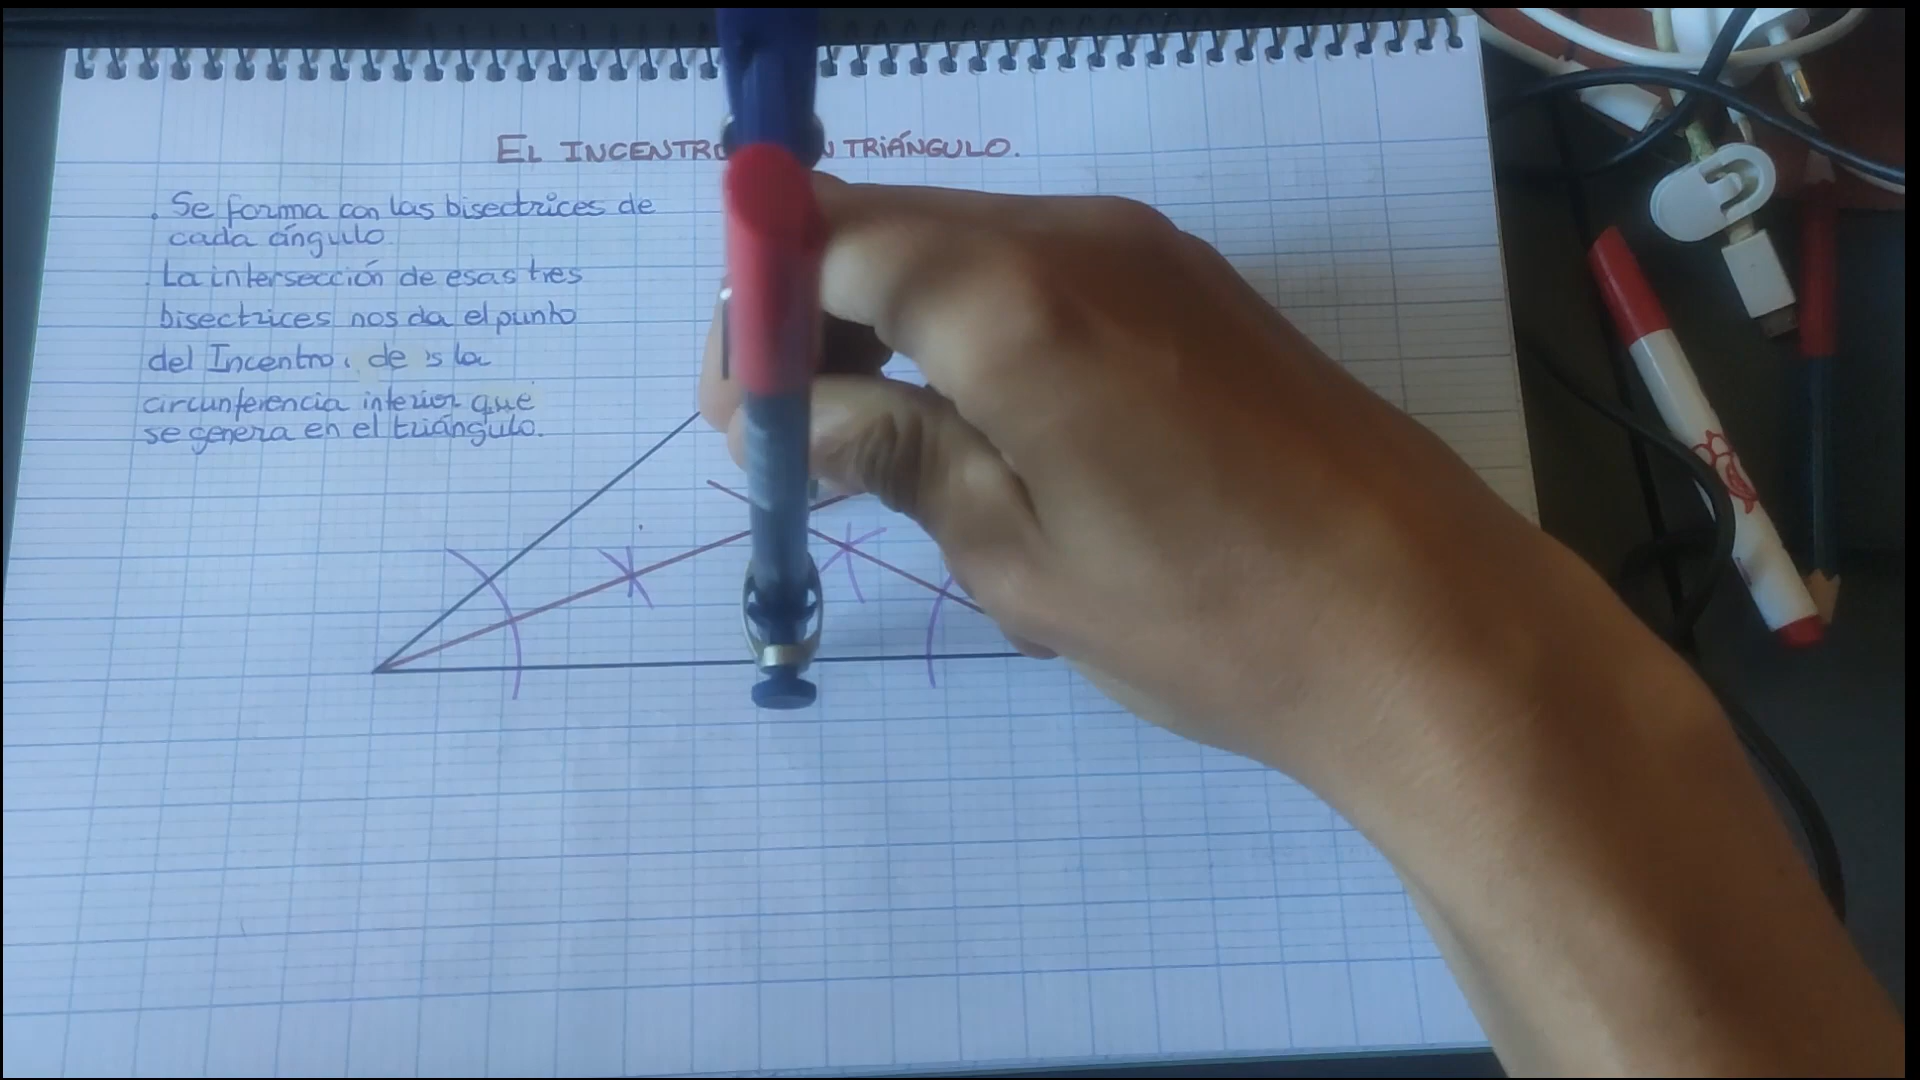 EL INCENTRO N TRIÁNGULO.
. Se forma con las bisectrices de
cada ángulo
. La intersección de esas tres
bisectrices nos da el punto
del Incentro, de s la
circunferencia interior que
se genera en el triángulo.